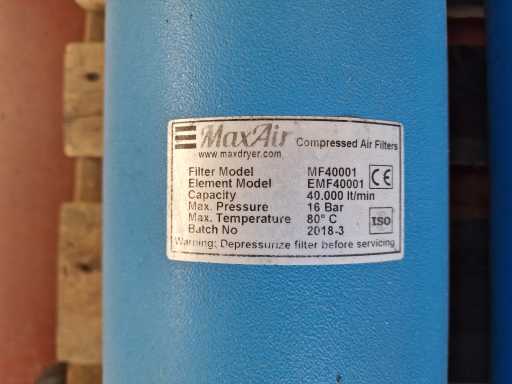 MaxAir Compressed Air Filters
www.maxdryer.com
Filter Model MF40001
Element Model EMF40001 CE
Capacity 40.000 lt/min
Max. Pressure 16 Bar
Max. Temperature 80° C
Batch No 2018-3 ISO
Warning: Depressurize filter before servicing